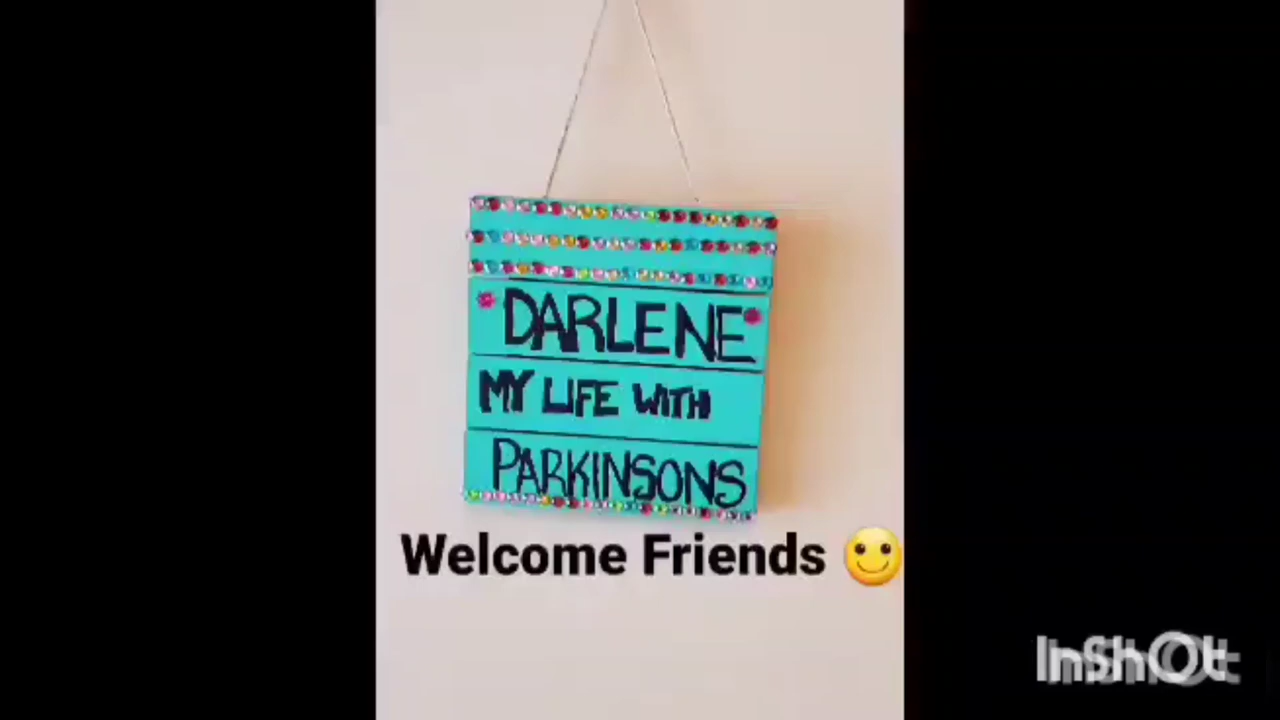 DARLENE
MY LIFE WITH
PARKINSONS
Welcome Friends 🙂
InShOt